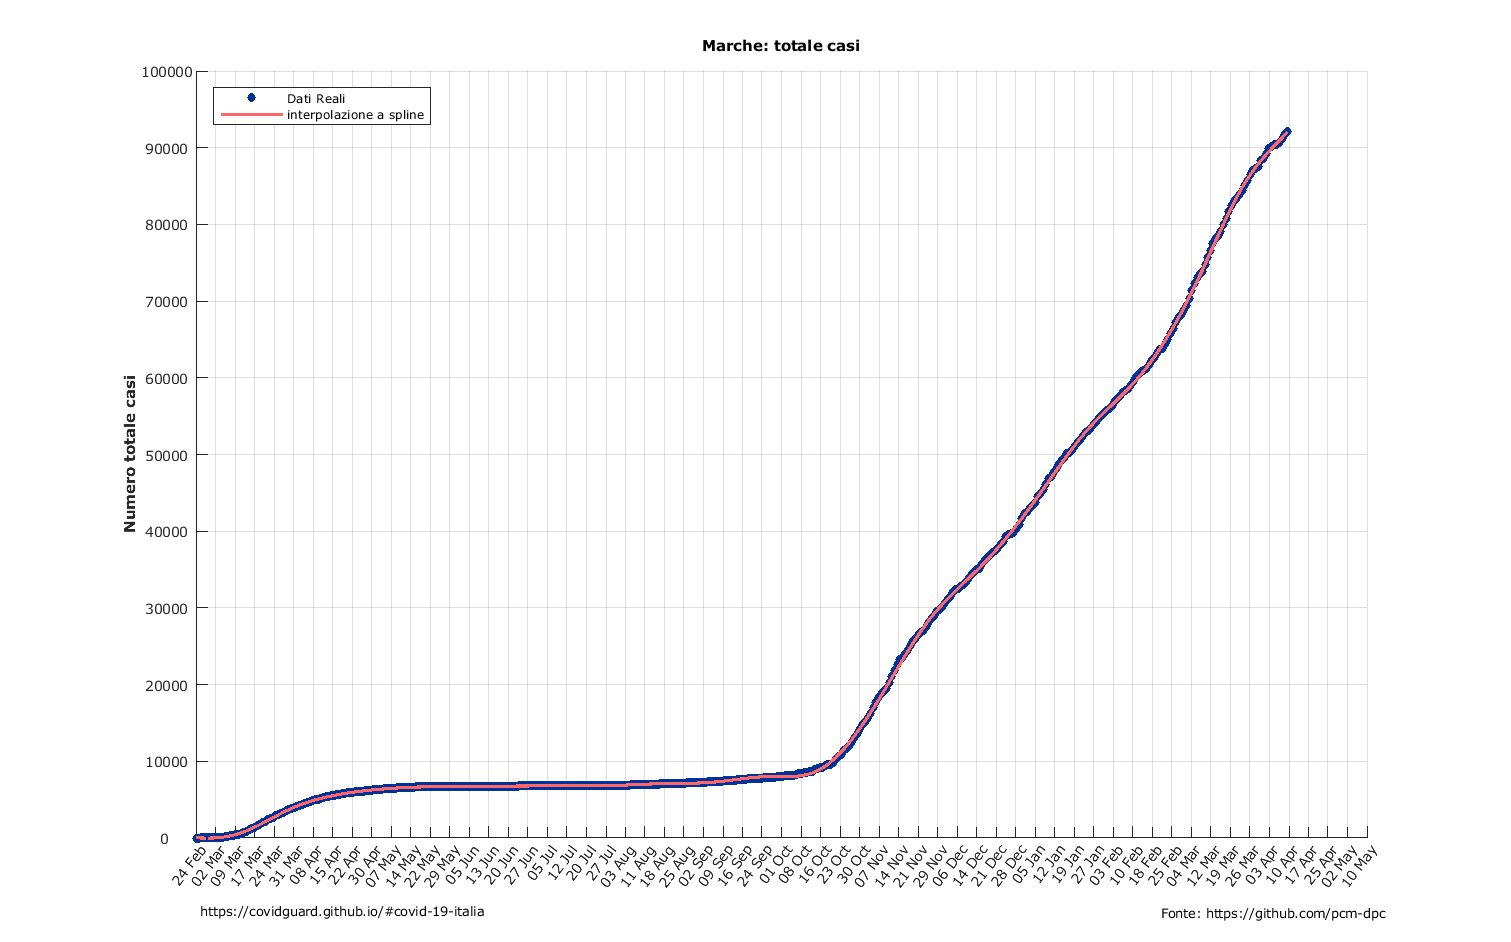 Marche: totale casi
100000
90000
80000
70000
60000
50000
40000
30000
20000
10000
0
Numero totale casi
Dati Reali
interpolazione a spline
24 Feb
02 Mar
09 Mar
17 Mar
24 Mar
31 Mar
08 Apr
15 Apr
22 Apr
30 Apr
07 May
14 May
22 May
29 May
05 Jun
13 Jun
20 Jun
27 Jun
05 Jul
12 Jul
20 Jul
27 Jul
03 Aug
11 Aug
18 Aug
25 Aug
02 Sep
09 Sep
16 Sep
24 Sep
01 Oct
08 Oct
16 Oct
23 Oct
30 Oct
07 Nov
14 Nov
21 Nov
29 Nov
06 Dec
14 Dec
21 Dec
28 Dec
05 Jan
12 Jan
19 Jan
27 Jan
03 Feb
10 Feb
18 Feb
25 Feb
04 Mar
12 Mar
19 Mar
26 Mar
03 Apr
10 Apr
17 Apr
25 Apr
02 May
10 May
https://covidguard.github.io/#covid-19-italia
Fonte: https://github.com/pcm-dpc